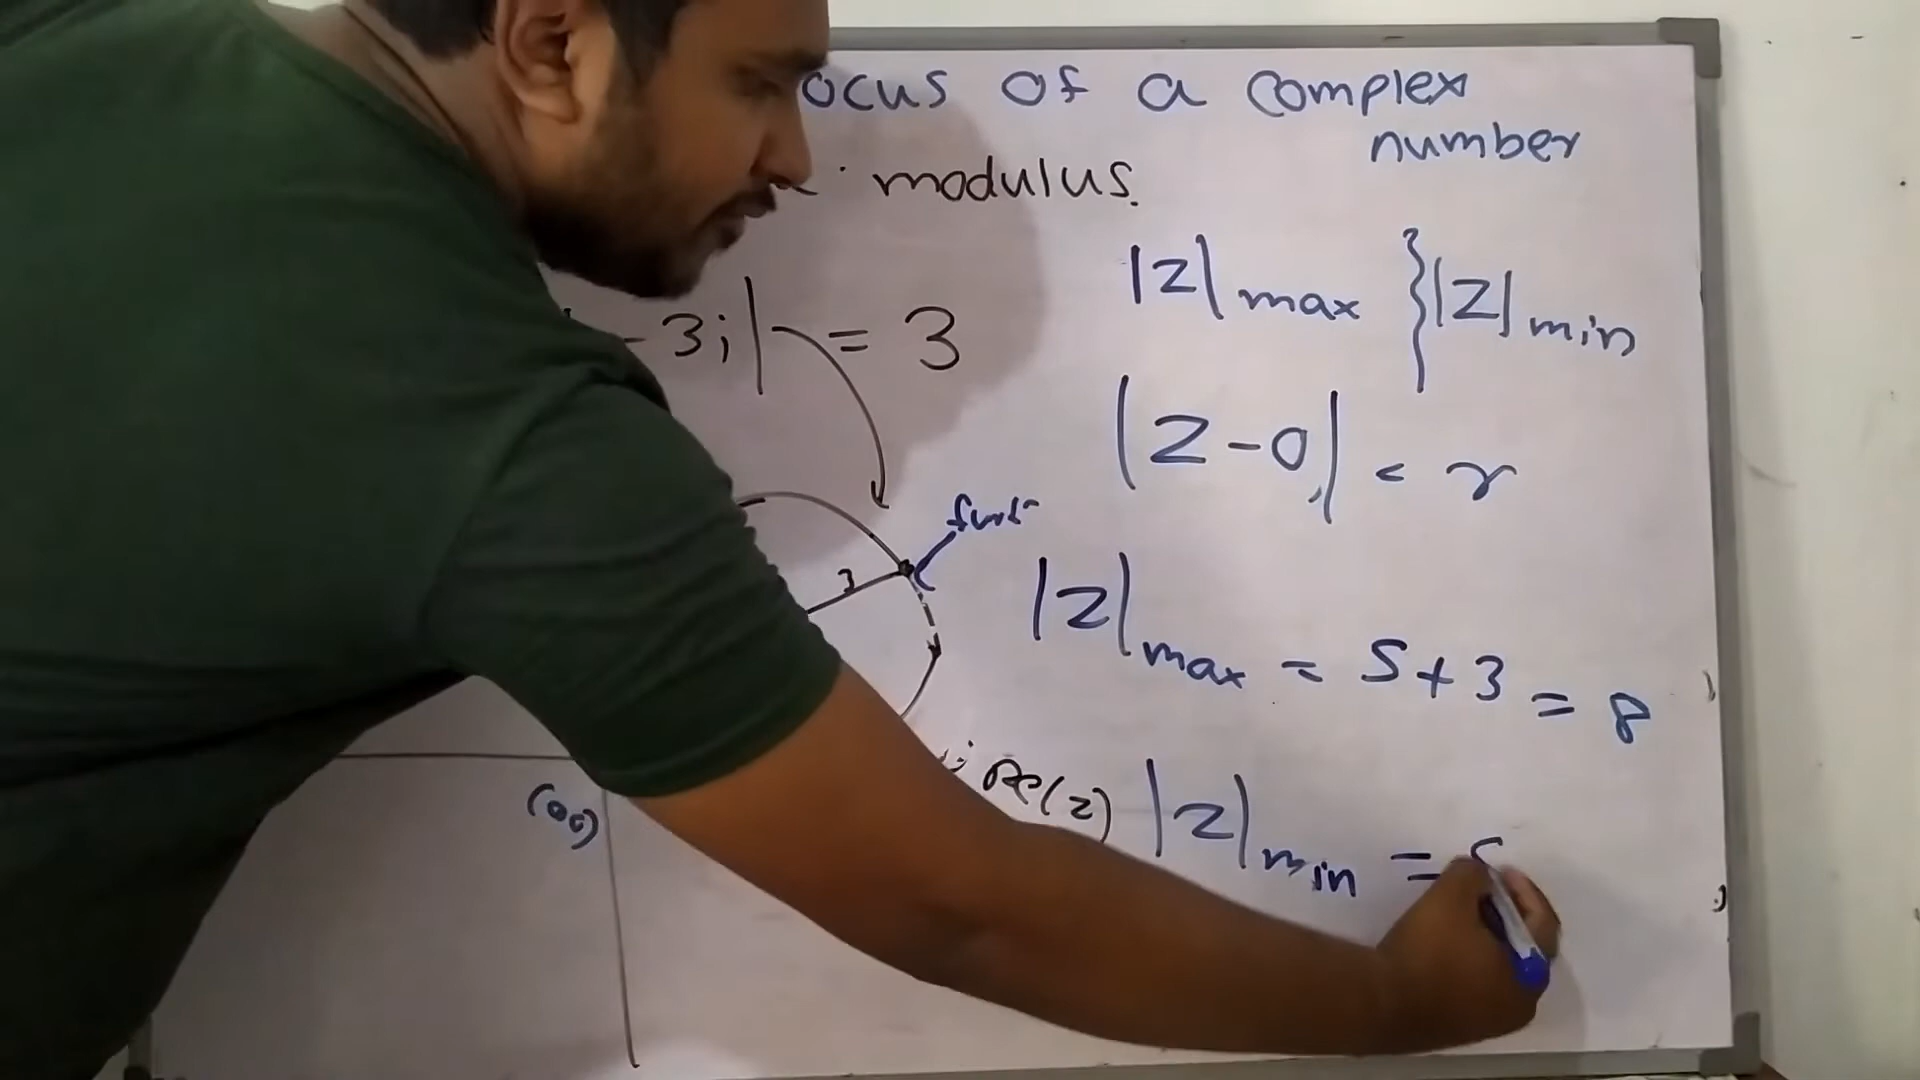 ocus of a complex
number
modulus.
|z|max } |z|min
- 3i| = 3
|z-0| = r
3
|z|max = 5+3 = 8
Re(z)
|z|min = 5
(0,0)